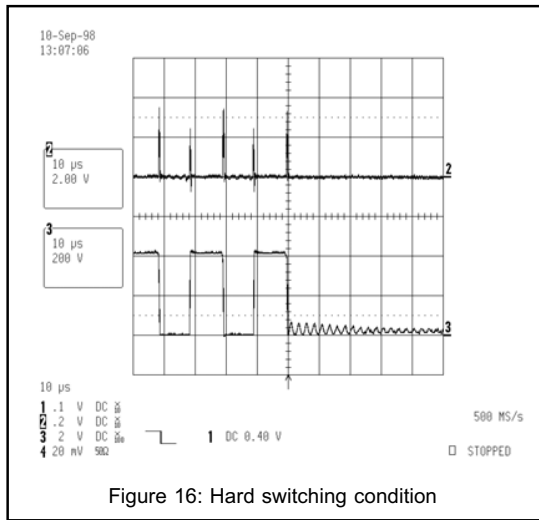 10-Sep-98
13:07:06
2
10 µs
2.00 V
3
10 µs
200 V
2
3
10 µs
1 .1 V DC
2 .2 V DC
3 2 V DC
4 20 mV 50Ω
1 DC 0.40 V
500 MS/s
STOPPED
Figure 16: Hard switching condition